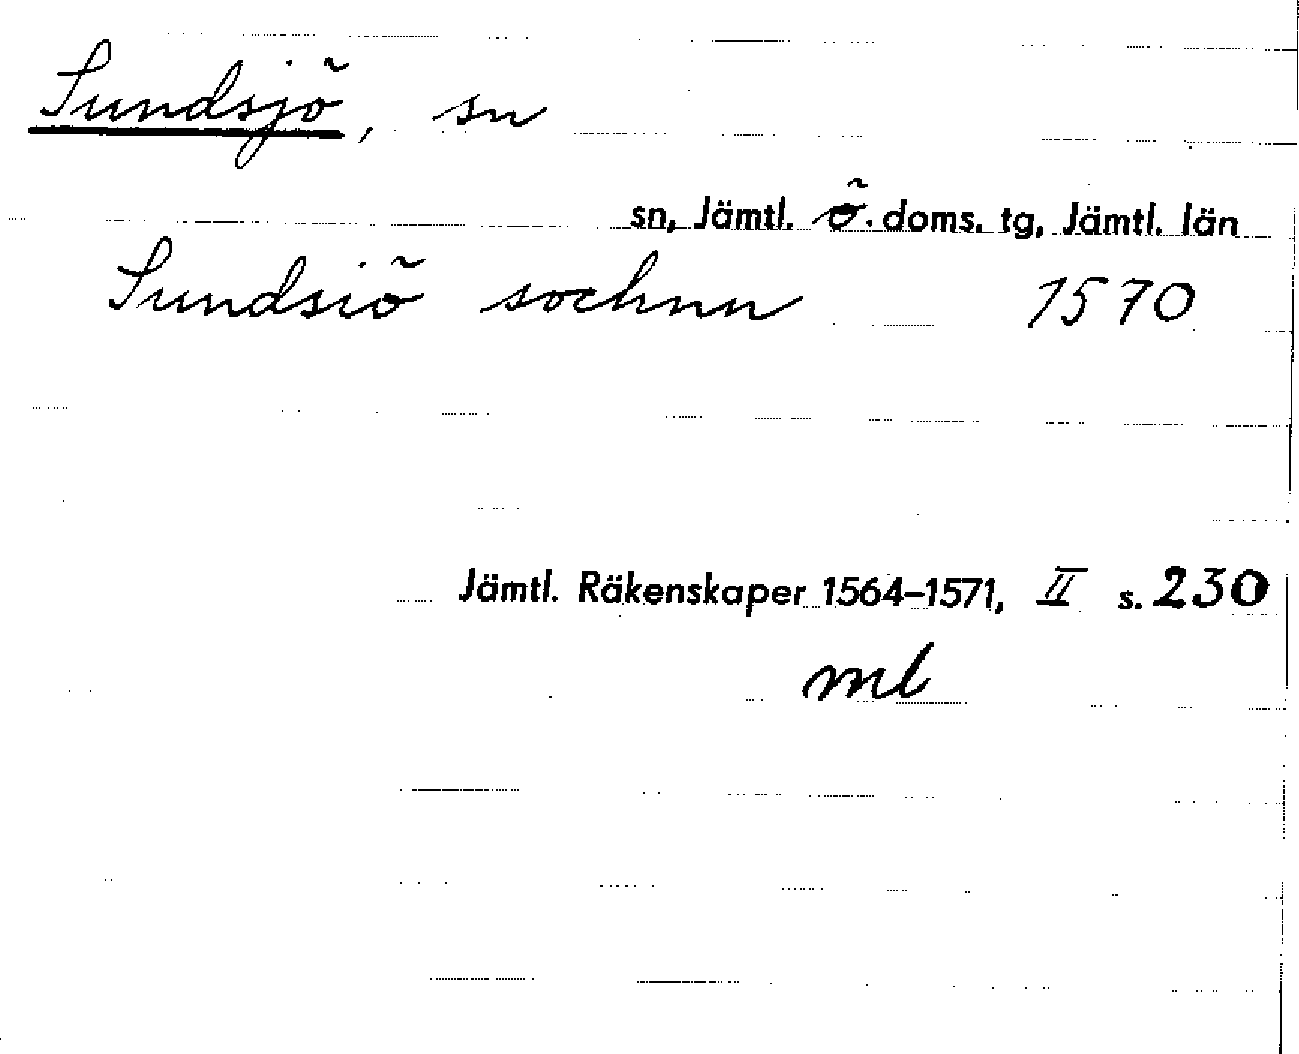 Sundsjö, sn
sn, Jämtl. ö. doms. tg, Jämtl. län
Sundsiö sochnn 1570
Jämtl. Räkenskaper 1564–1571, II s. 230
ml